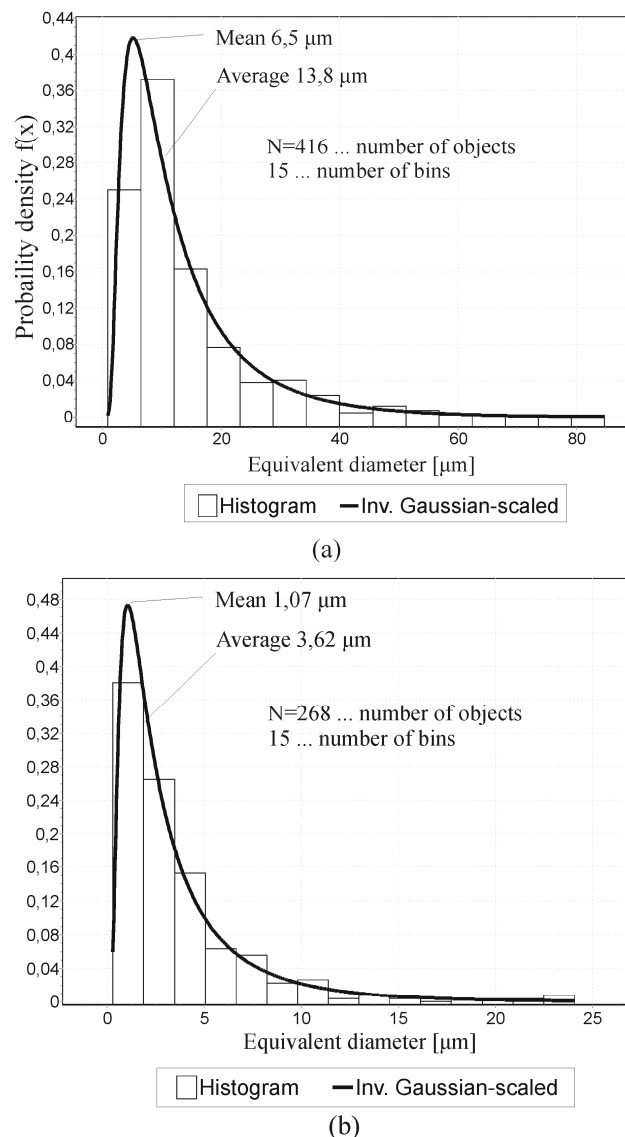 0,44
0,4
0,36
0,32
0,28
0,24
0,2
0,16
0,12
0,08
0,04
0
Probaility density f(x)
Mean 6,5 μm
Average 13,8 μm
N=416 ... number of objects
15 ... number of bins
0 20 40 60 80
Equivalent diameter [μm]
Histogram Inv. Gaussian-scaled
(a)
0,48
0,44
0,4
0,36
0,32
0,28
0,24
0,2
0,16
0,12
0,08
0,04
0
Mean 1,07 μm
Average 3,62 μm
N=268 ... number of objects
15 ... number of bins
0 5 10 15 20 25
Equivalent diameter [μm]
Histogram Inv. Gaussian-scaled
(b)